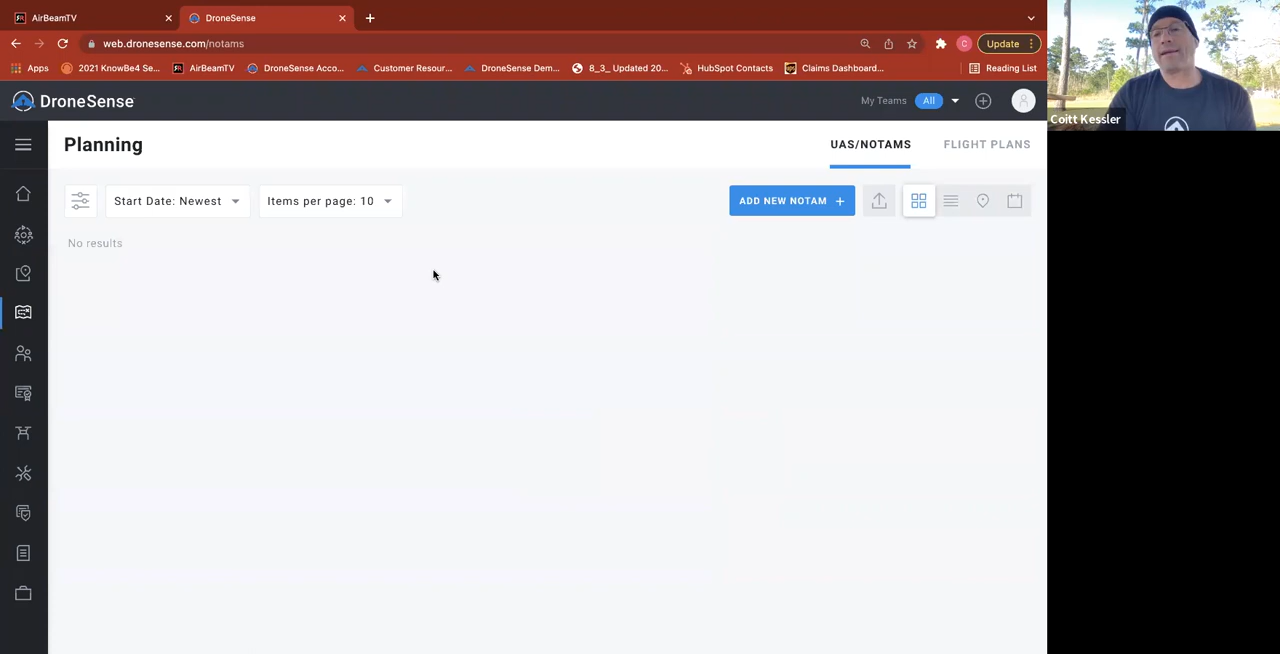 AirBeamTV
DroneSense
web.dronesense.com/notams
Update
Apps
2021 KnowBe4 Se...
AirBeamTV
DroneSense Acco...
Customer Resour...
DroneSense Dem...
8_3_ Updated 20...
HubSpot Contacts
Claims Dashboard...
Reading List
DroneSense
My Teams
All
Coitt Kessler
Planning
UAS/NOTAMS
FLIGHT PLANS
Start Date: Newest
Items per page: 10
ADD NEW NOTAM +
No results